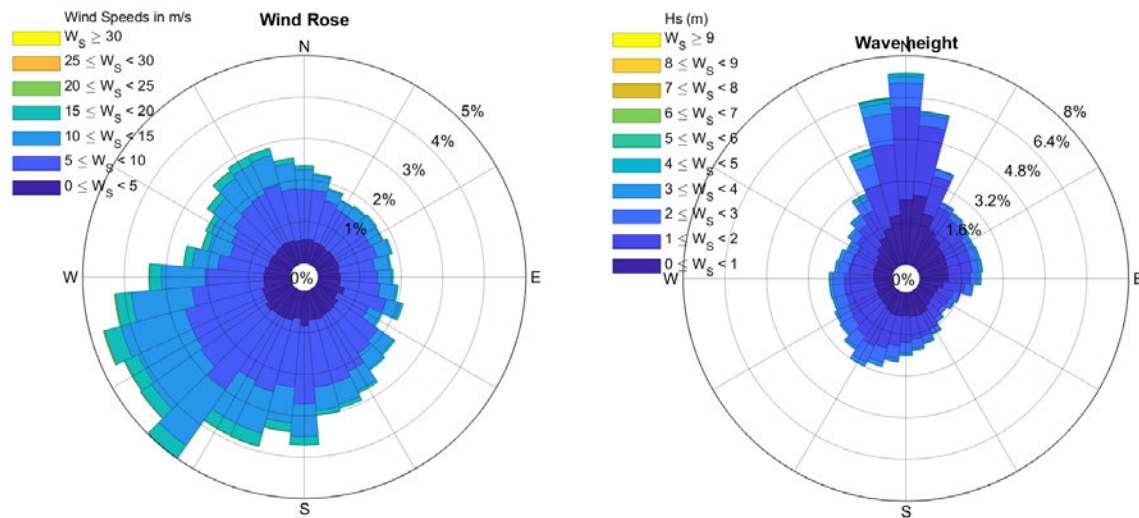 Wind Speeds in m/s
Wind Rose
W_S ≥ 30
25 ≤ W_S < 30
20 ≤ W_S < 25
15 ≤ W_S < 20
10 ≤ W_S < 15
5 ≤ W_S < 10
0 ≤ W_S < 5
N
5%
4%
3%
2%
1%
0%
W
E
S
Hs (m)
Wave height
W_S ≥ 9
8 ≤ W_S < 9
7 ≤ W_S < 8
6 ≤ W_S < 7
5 ≤ W_S < 6
4 ≤ W_S < 5
3 ≤ W_S < 4
2 ≤ W_S < 3
1 ≤ W_S < 2
0 ≤ W_S < 1
N
8%
6.4%
4.8%
3.2%
1.6%
0%
W
E
S